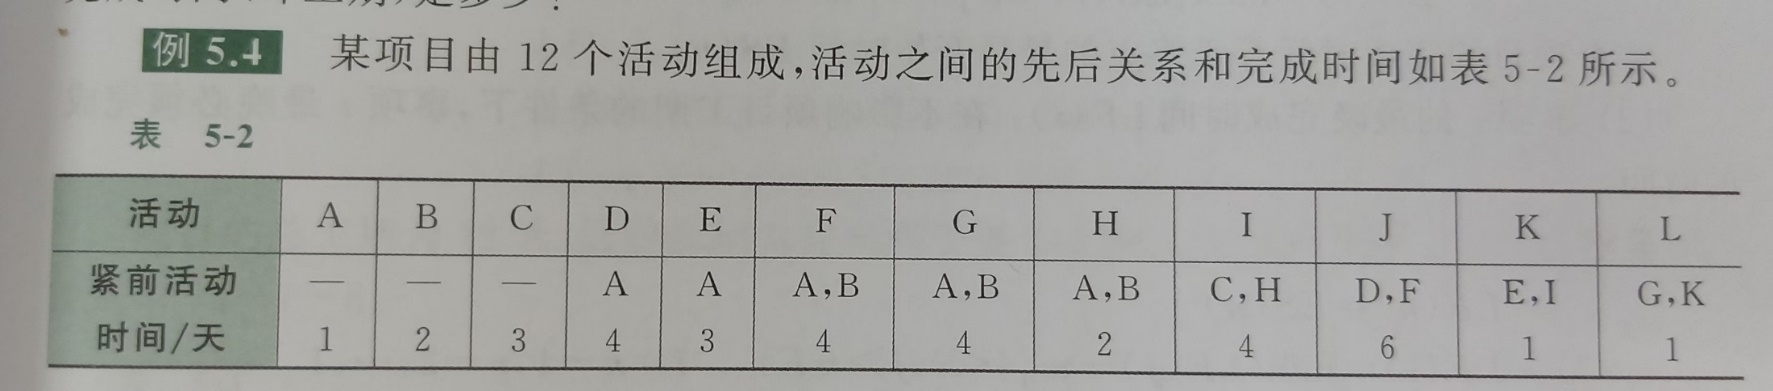 例 5.4 某项目由 12 个活动组成,活动之间的先后关系和完成时间如表 5-2 所示。
表 5-2
活动 A B C D E F G H I J K L
紧前活动 — — — A A A,B A,B A,B C,H D,F E,I G,K
时间/天 1 2 3 4 3 4 4 2 4 6 1 1